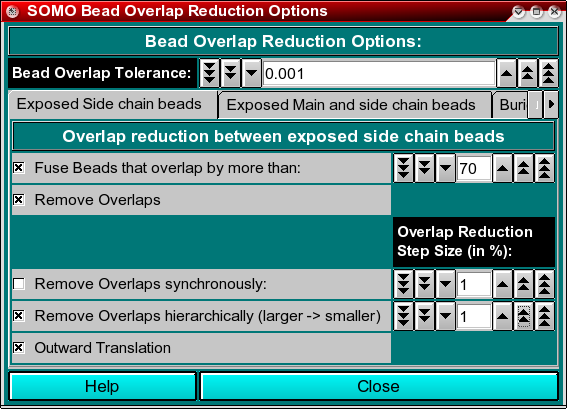 SOMO Bead Overlap Reduction Options
Bead Overlap Reduction Options:
Bead Overlap Tolerance: 0.001
Exposed Side chain beads Exposed Main and side chain beads
Overlap reduction between exposed side chain beads
Fuse Beads that overlap by more than: 70
Remove Overlaps
Overlap Reduction
Step Size (in %):
Remove Overlaps synchronously: 1
Remove Overlaps hierarchically (larger -> smaller) 1
Outward Translation
Help Close